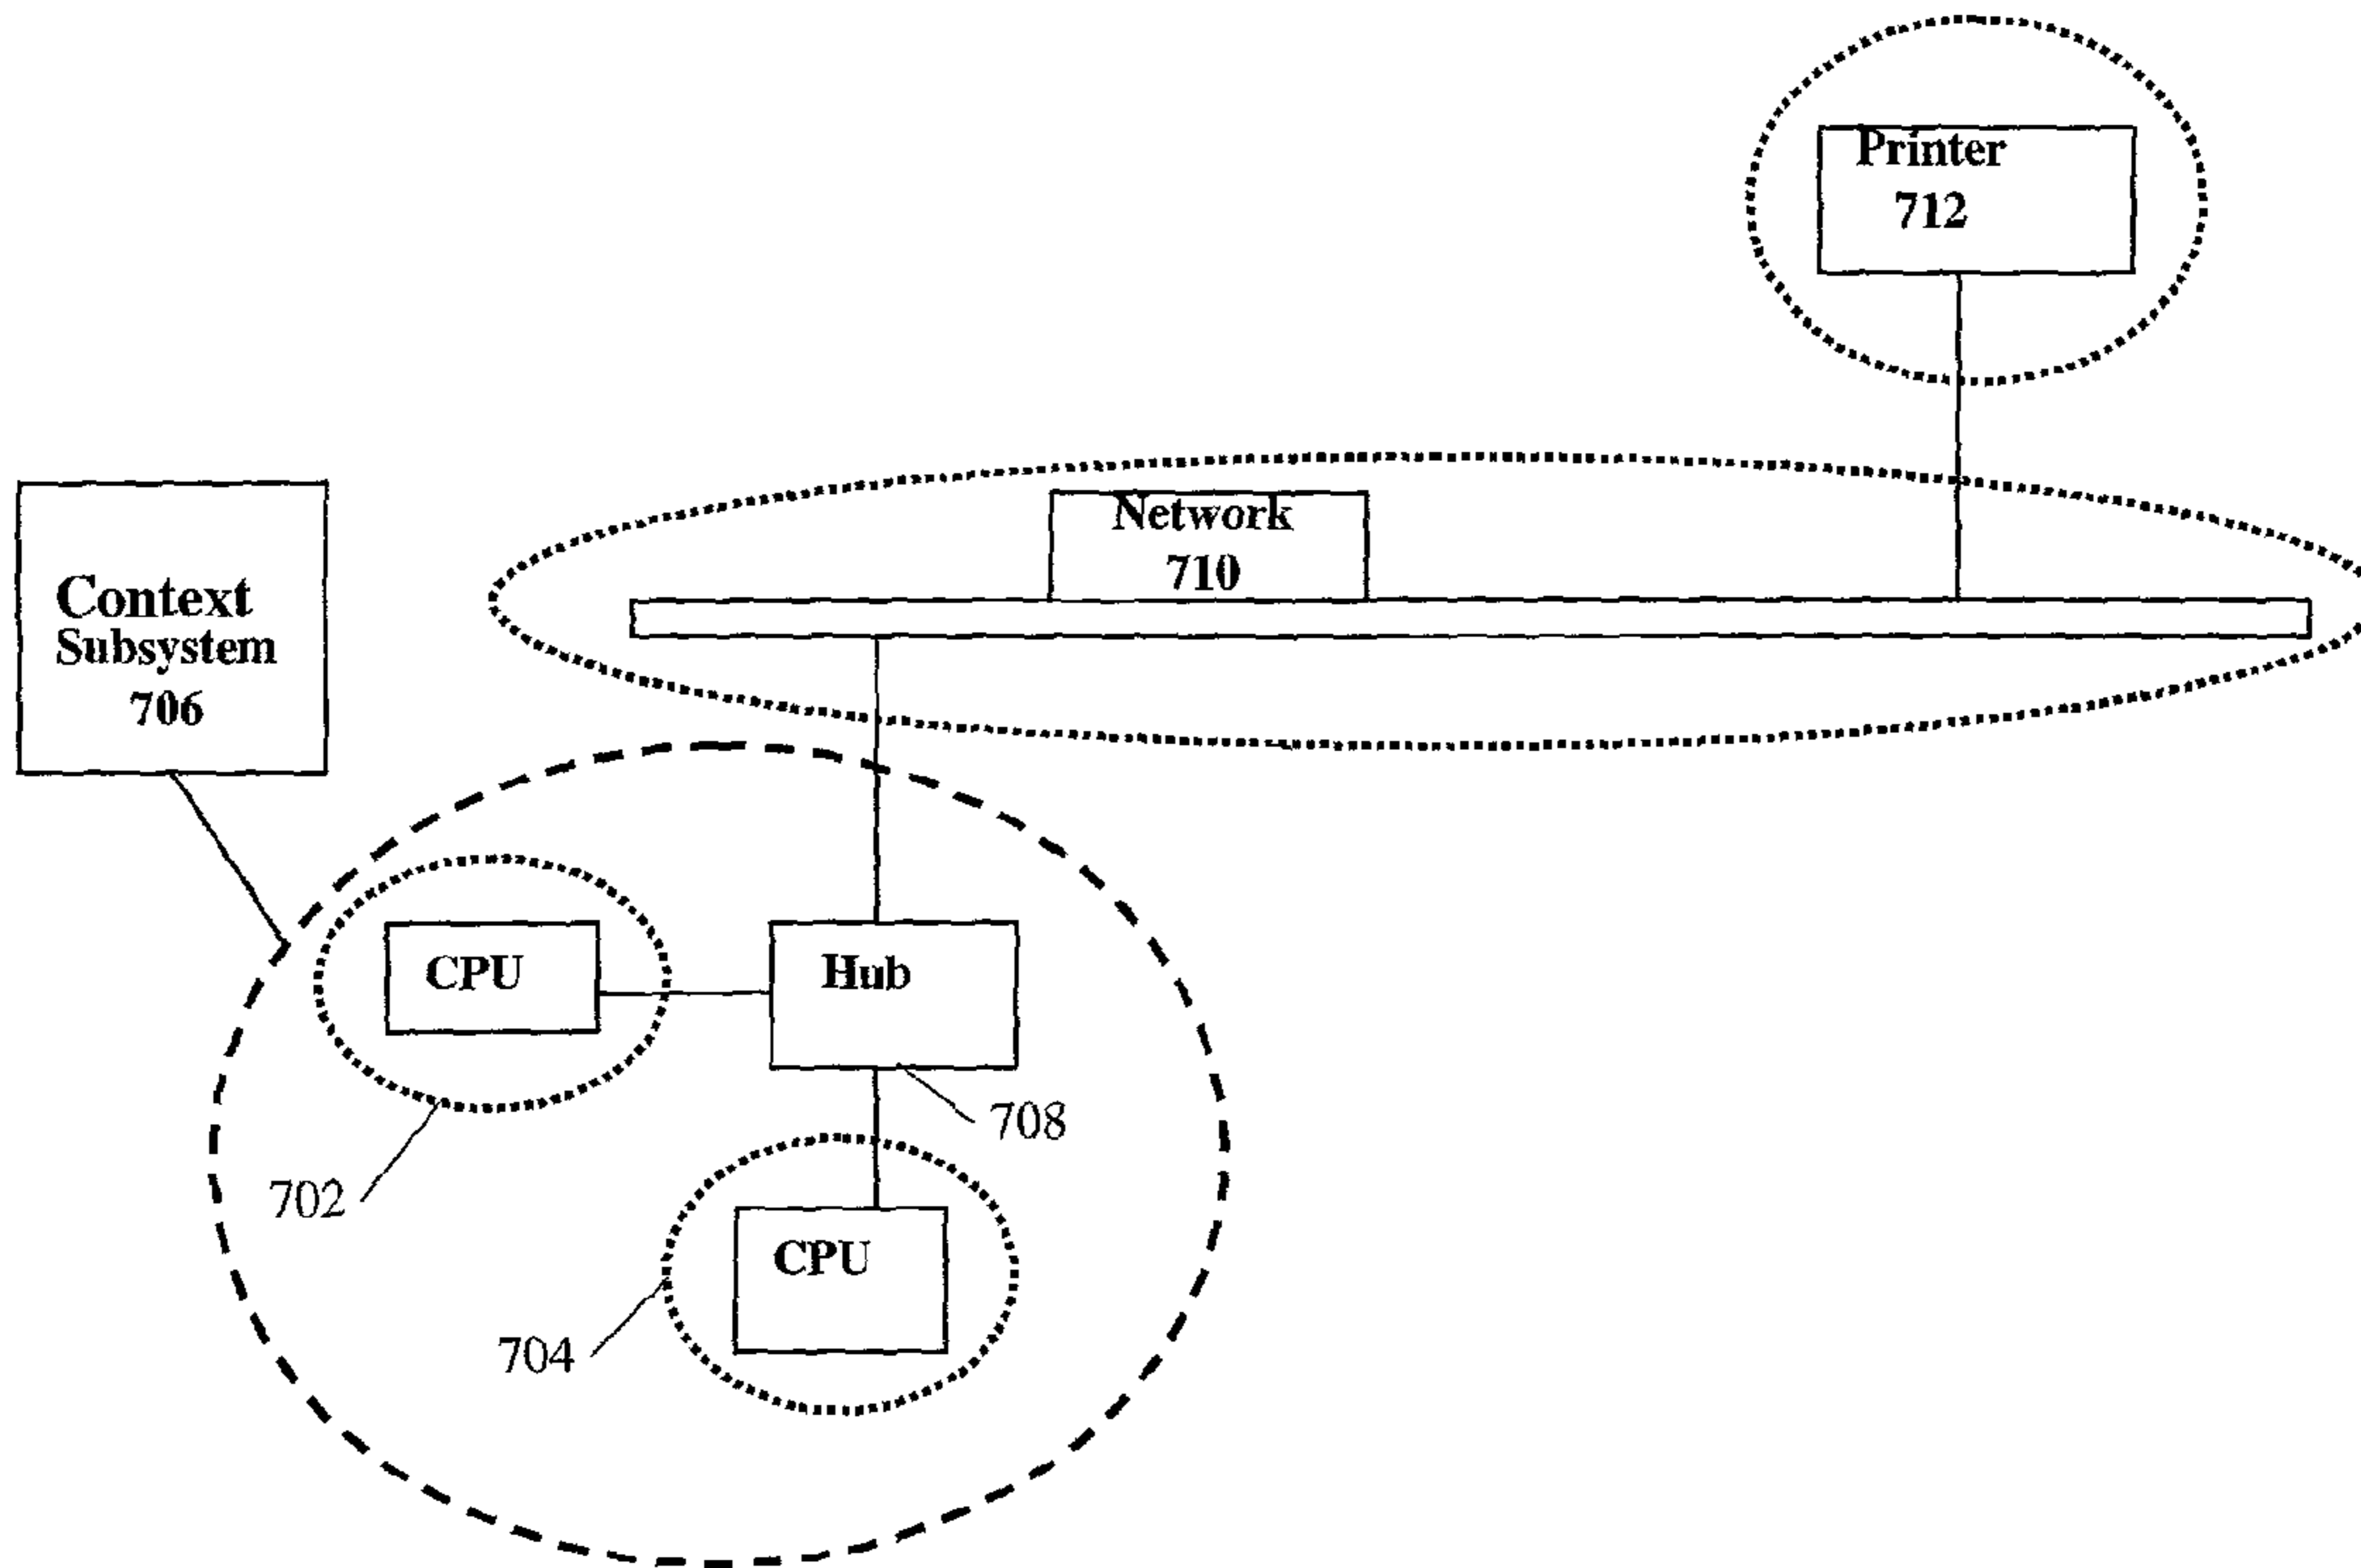 Printer
712
Network
710
Context
Subsystem
706
CPU
Hub
708
702
CPU
704